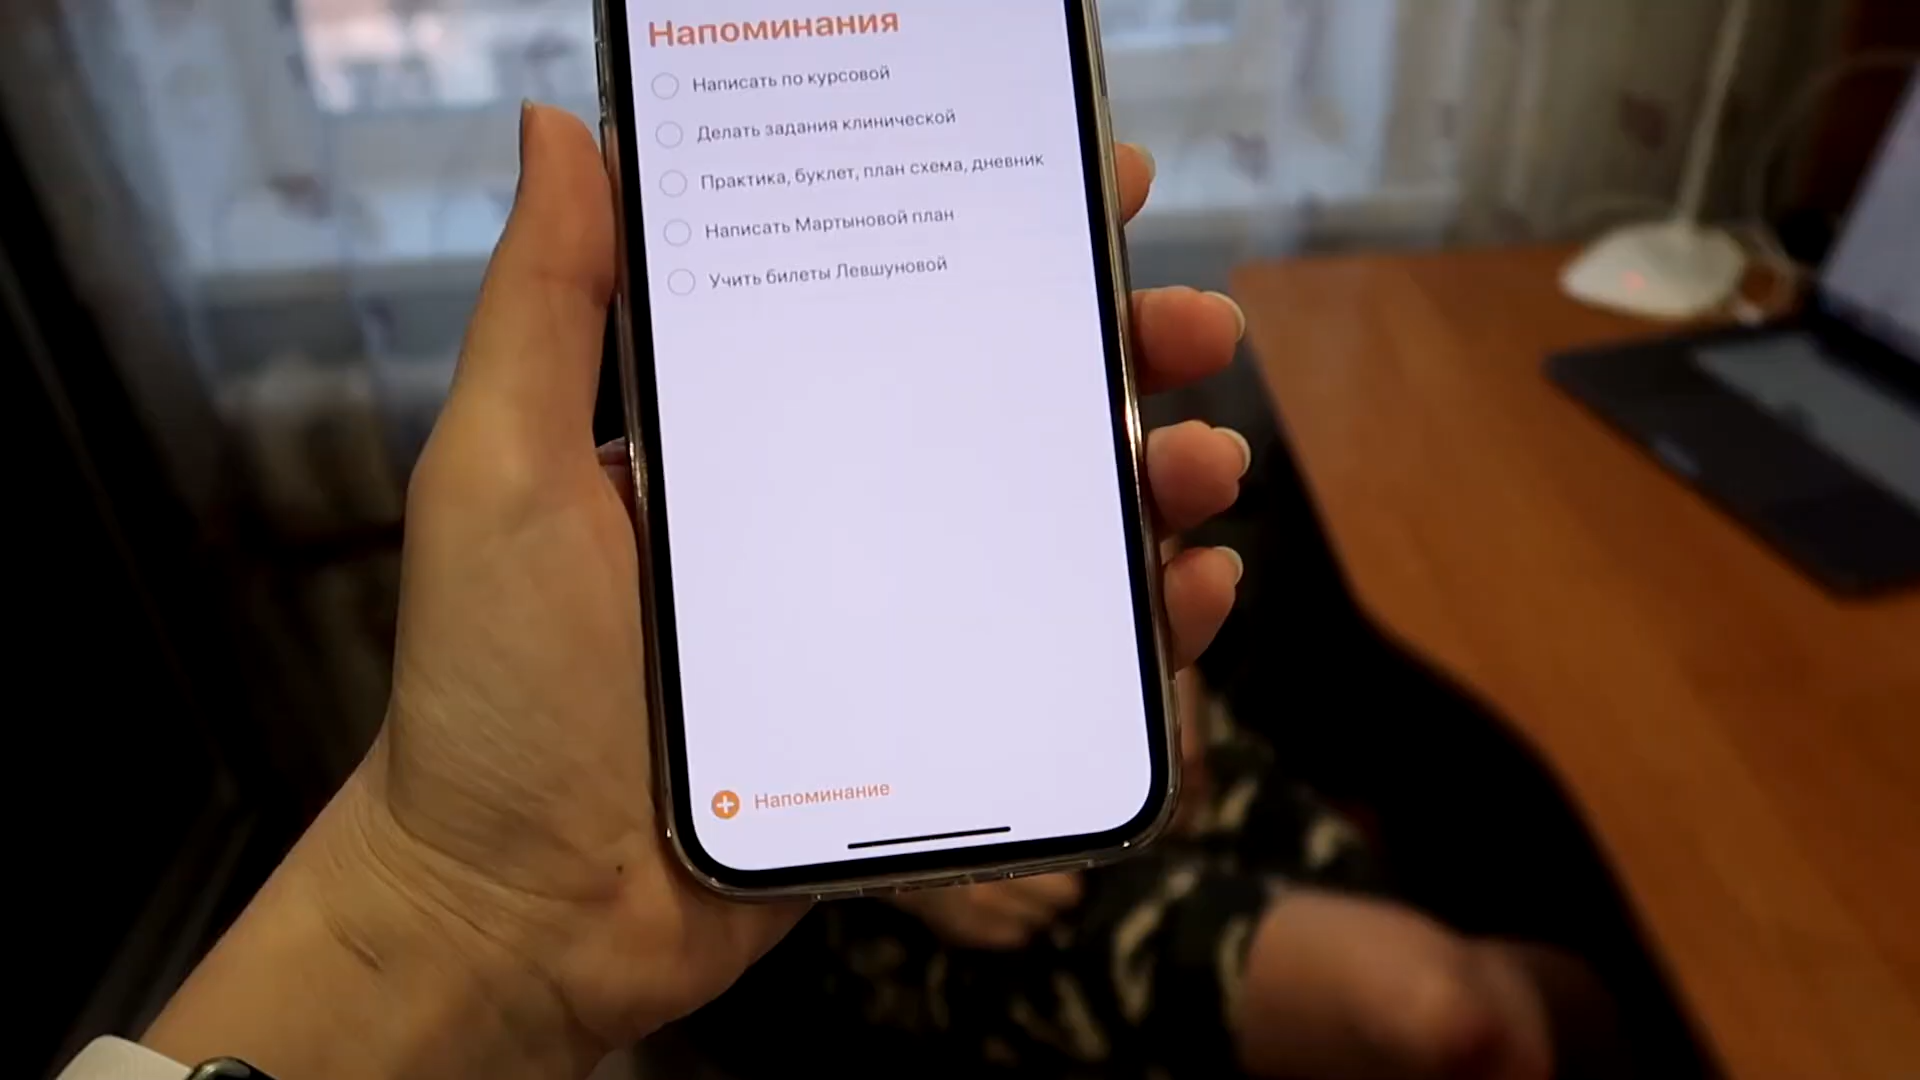 Напоминания
Написать по курсовой
Делать задания клинической
Практика, буклет, план схема, дневник
Написать Мартыновой план
Учить билеты Левшуновой
Напоминание